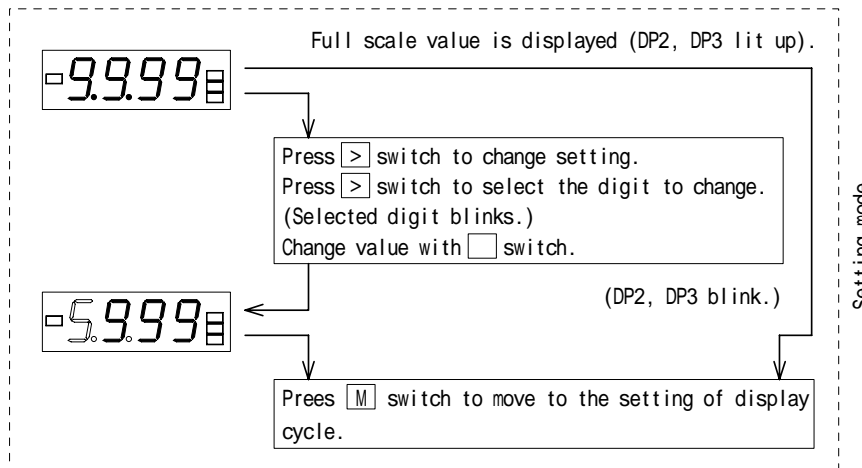 Full scale value is displayed (DP2, DP3 lit up).
-9.9.99
Press > switch to change setting.
Press > switch to select the digit to change.
(Selected digit blinks.)
Change value with switch.
(DP2, DP3 blink.)
-5.9.99
Prees M switch to move to the setting of display
cycle.
Setting mode